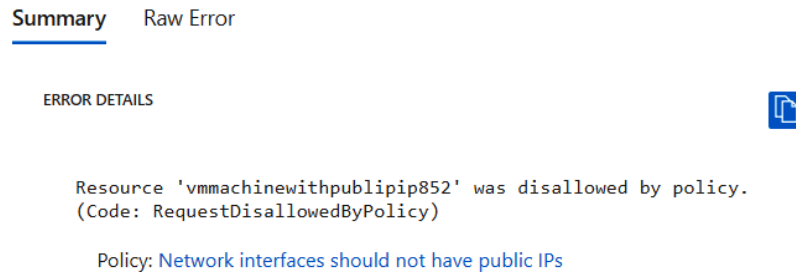 Summary Raw Error
ERROR DETAILS
Resource 'vmmachinewithpublipip852' was disallowed by policy.
(Code: RequestDisallowedByPolicy)
Policy: Network interfaces should not have public IPs